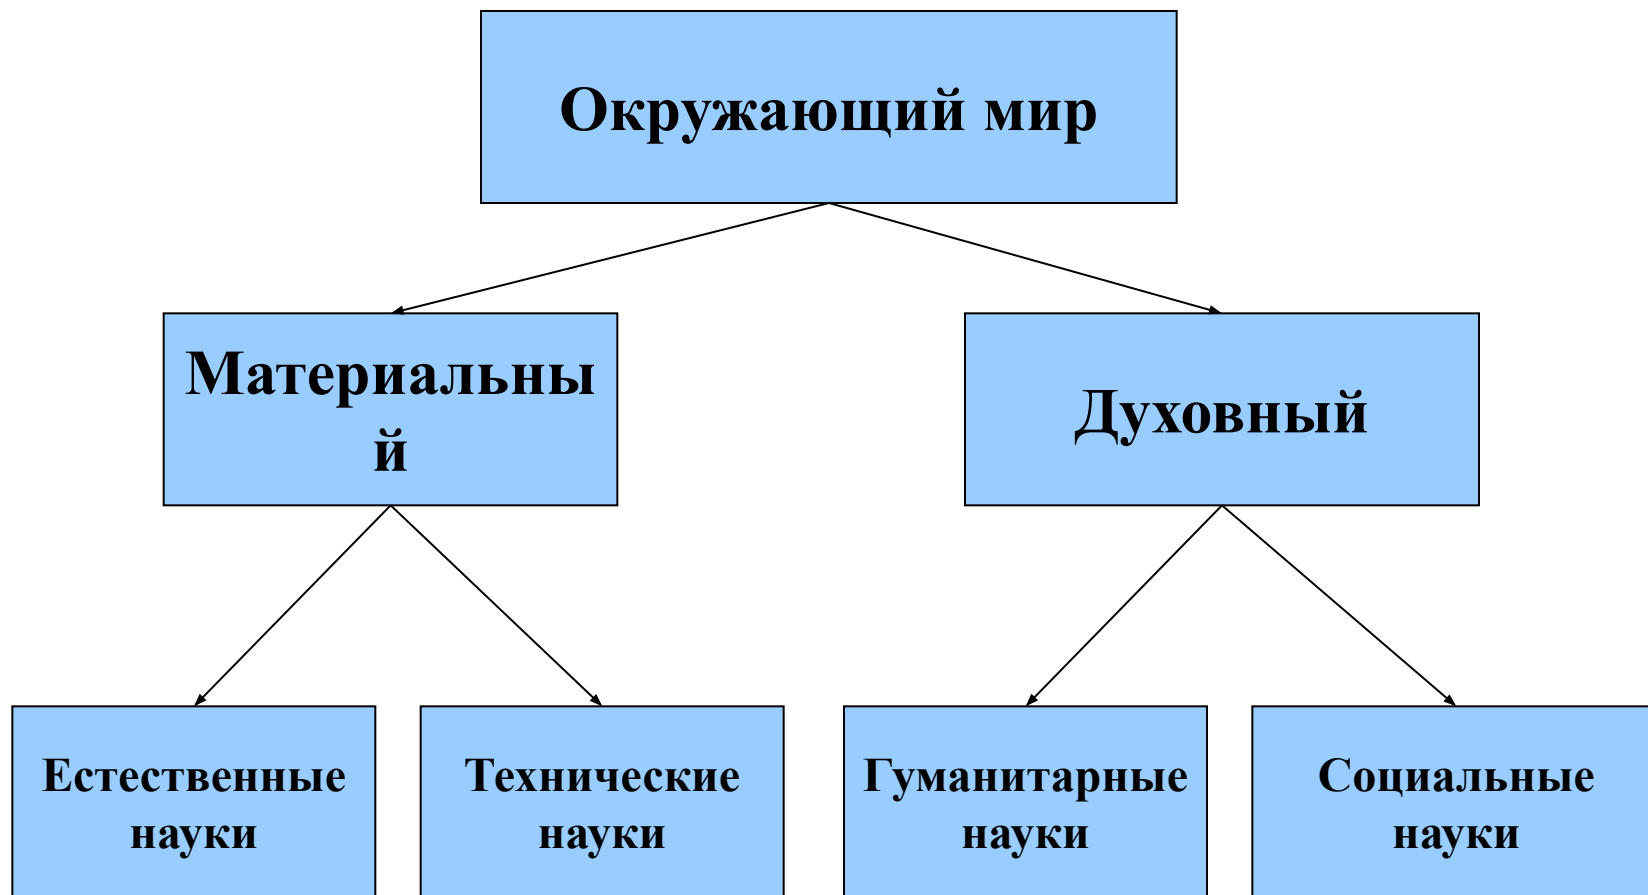 Окружающий мир
Материальны
й
Духовный
Естественные
науки
Технические
науки
Гуманитарные
науки
Социальные
науки